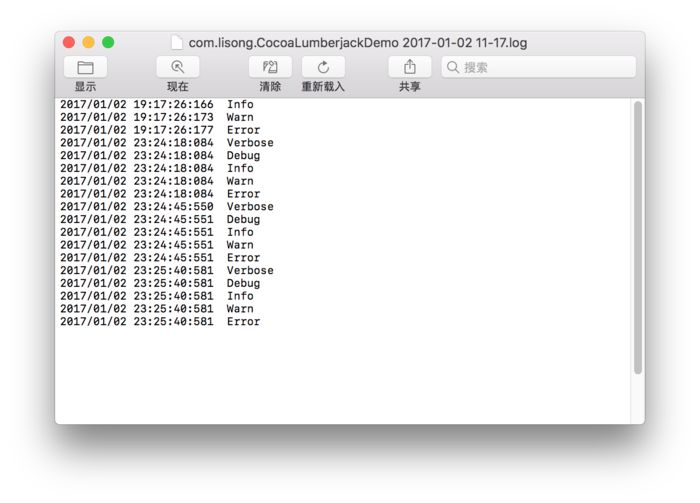 com.lisong.CocoaLumberjackDemo 2017-01-02 11-17.log
显示 现在 清除 重新载入 共享 搜索
2017/01/02 19:17:26:166 Info
2017/01/02 19:17:26:173 Warn
2017/01/02 19:17:26:177 Error
2017/01/02 23:24:18:084 Verbose
2017/01/02 23:24:18:084 Debug
2017/01/02 23:24:18:084 Info
2017/01/02 23:24:18:084 Warn
2017/01/02 23:24:18:084 Error
2017/01/02 23:24:45:550 Verbose
2017/01/02 23:24:45:551 Debug
2017/01/02 23:24:45:551 Info
2017/01/02 23:24:45:551 Warn
2017/01/02 23:24:45:551 Error
2017/01/02 23:25:40:581 Verbose
2017/01/02 23:25:40:581 Debug
2017/01/02 23:25:40:581 Info
2017/01/02 23:25:40:581 Warn
2017/01/02 23:25:40:581 Error